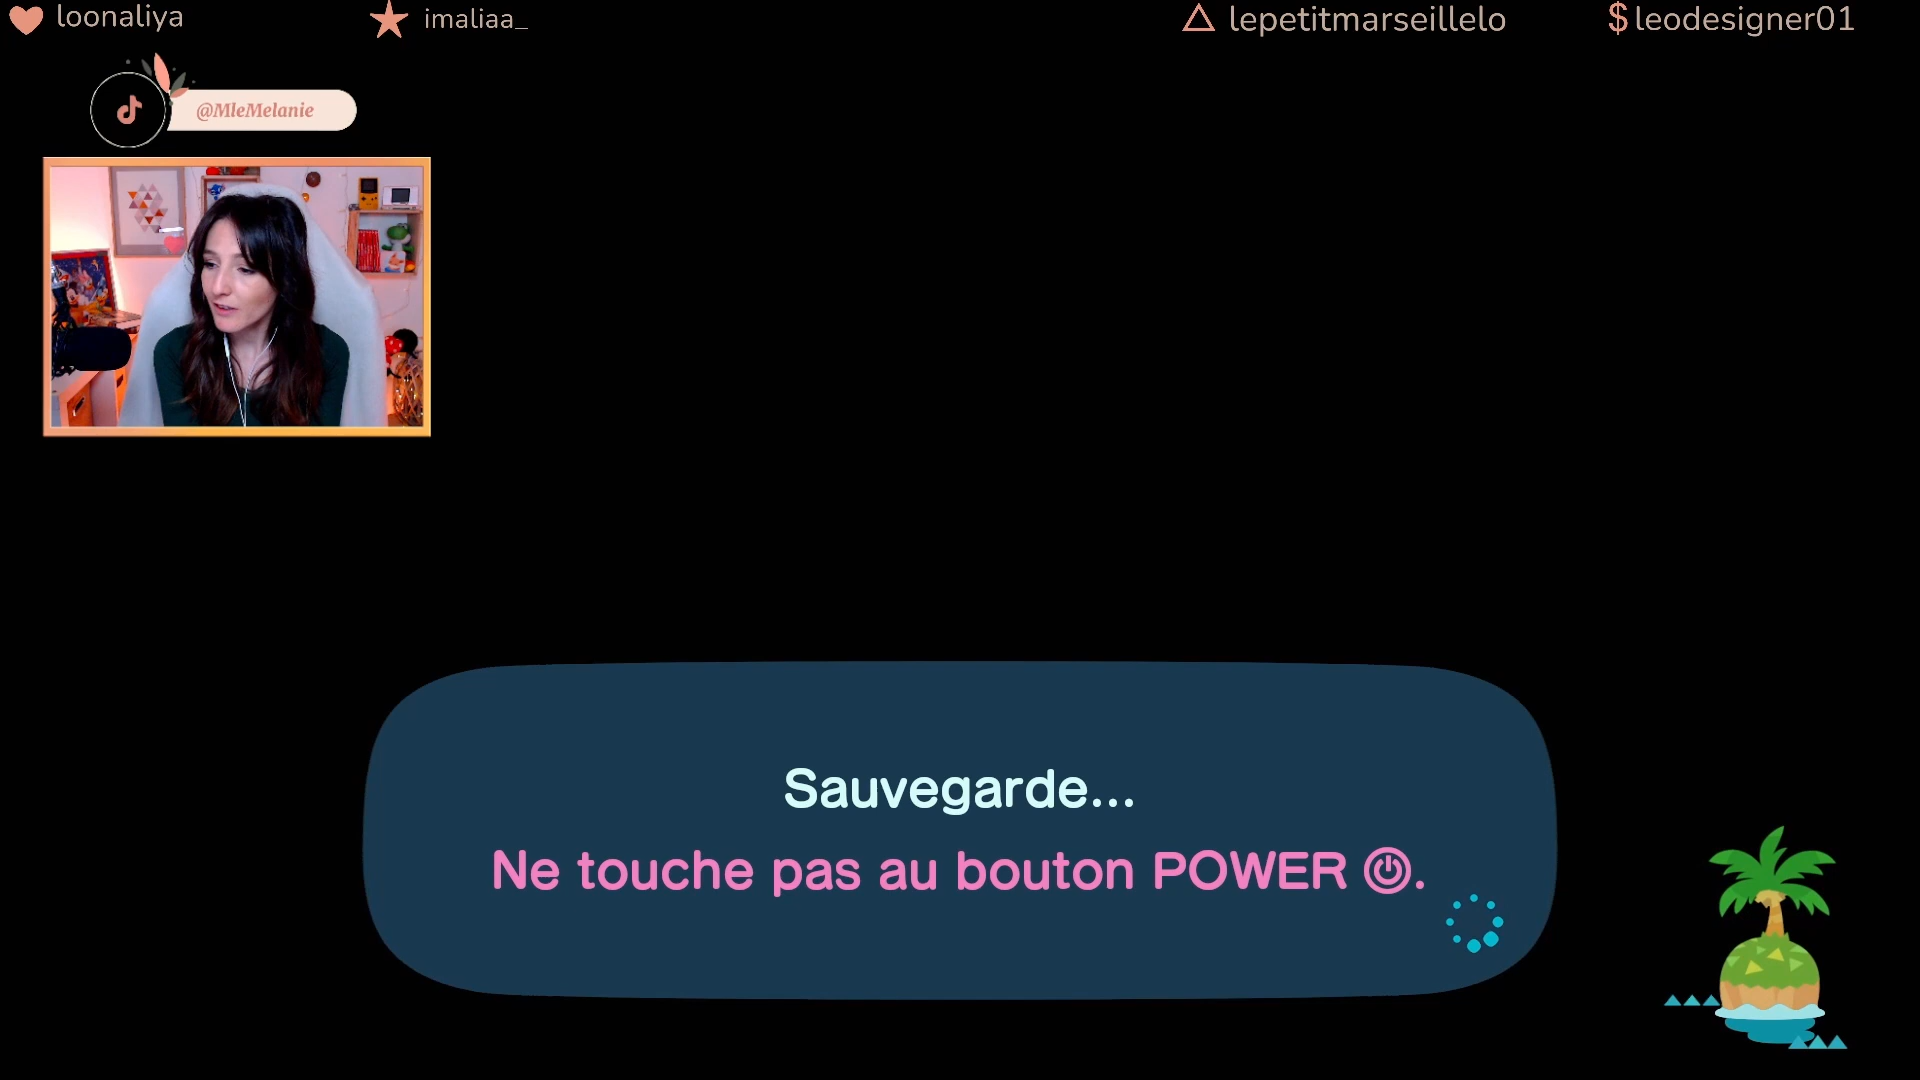 loonaliya
imaliaa_
lepetitmarseillelo
$ leodesigner01
@MleMelanie
Sauvegarde...
Ne touche pas au bouton POWER ⏻.